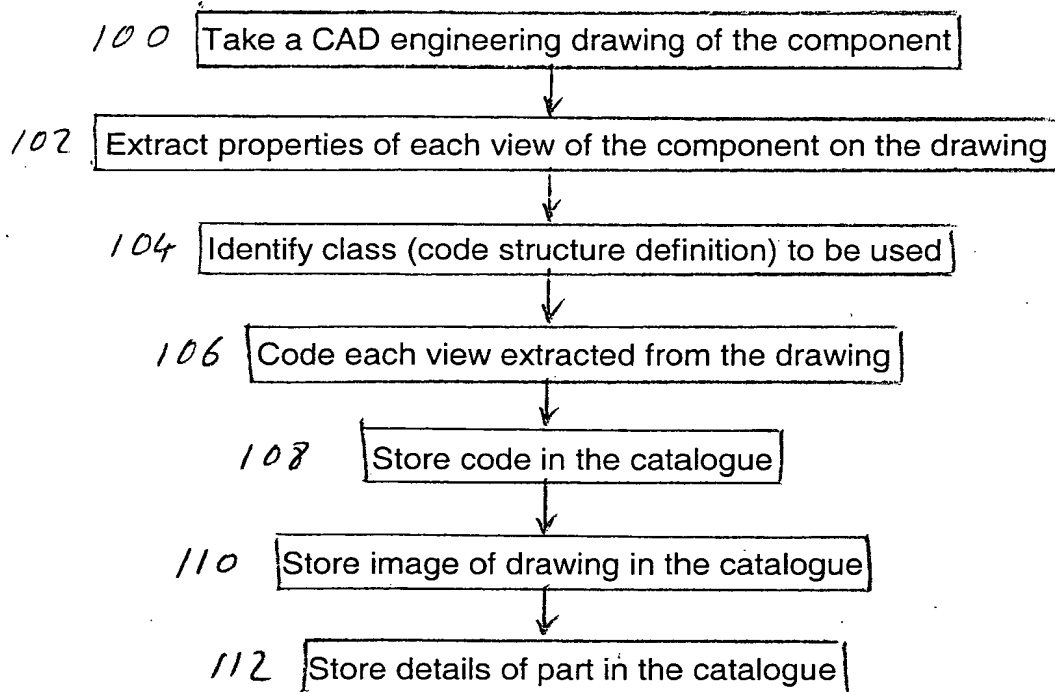 100 Take a CAD engineering drawing of the component
102 Extract properties of each view of the component on the drawing
104 Identify class (code structure definition) to be used
106 Code each view extracted from the drawing
108 Store code in the catalogue
110 Store image of drawing in the catalogue
112 Store details of part in the catalogue